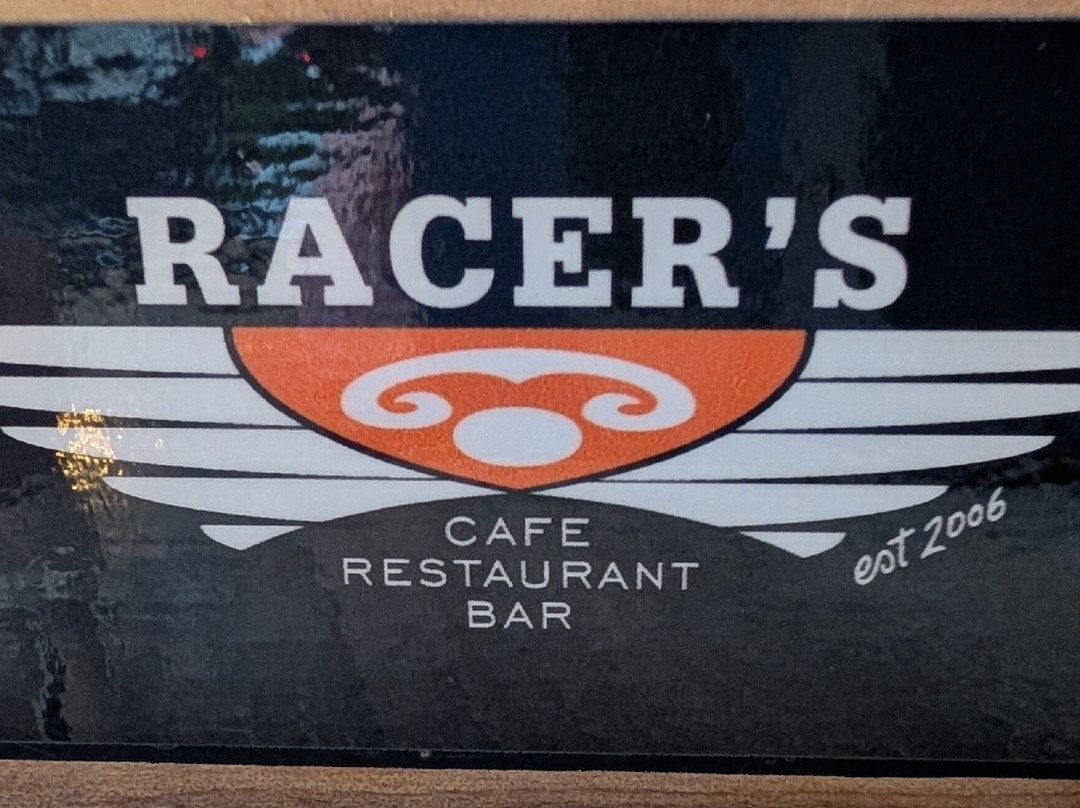 RACER'S
CAFE
RESTAURANT
BAR
est 2006